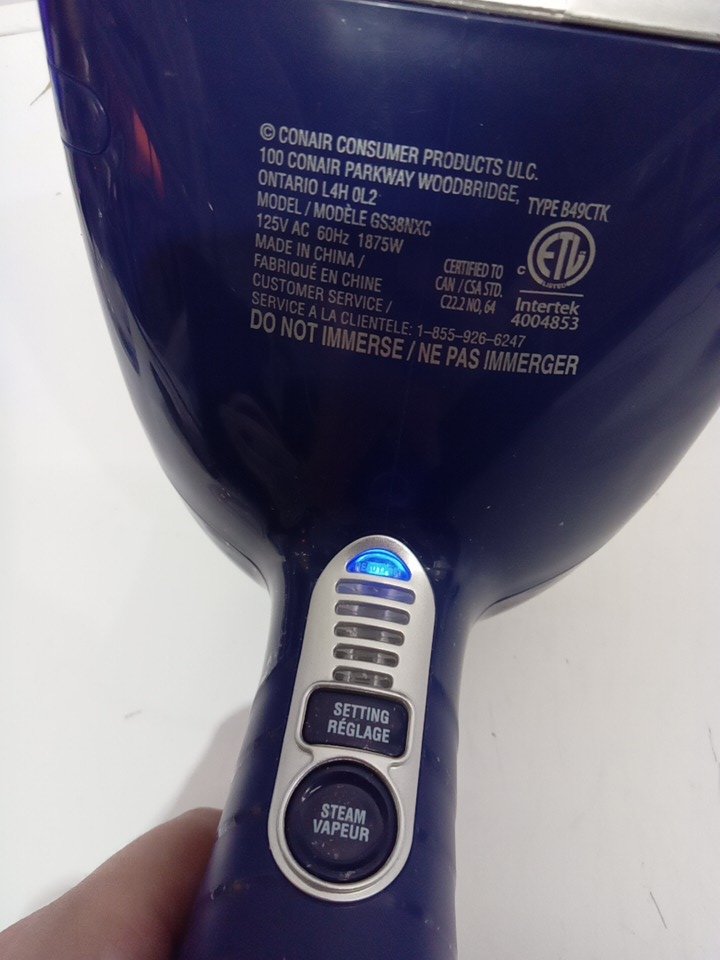 © CONAIR CONSUMER PRODUCTS ULC.
100 CONAIR PARKWAY WOODBRIDGE,
ONTARIO L4H 0L2
MODEL / MODÈLE GS38NXC
125V AC 60Hz 1875W
MADE IN CHINA /
FABRIQUÉ EN CHINE
CUSTOMER SERVICE /
SERVICE À LA CLIENTELE: 1-855-926-6247
DO NOT IMMERSE / NE PAS IMMERGER
TYPE B49CTK
CERTIFIED TO
CAN / CSA STD.
C22.2 NO, 64
C
ETL
LISTED
Intertek
4004853
SETTING
RÉGLAGE
STEAM
VAPEUR